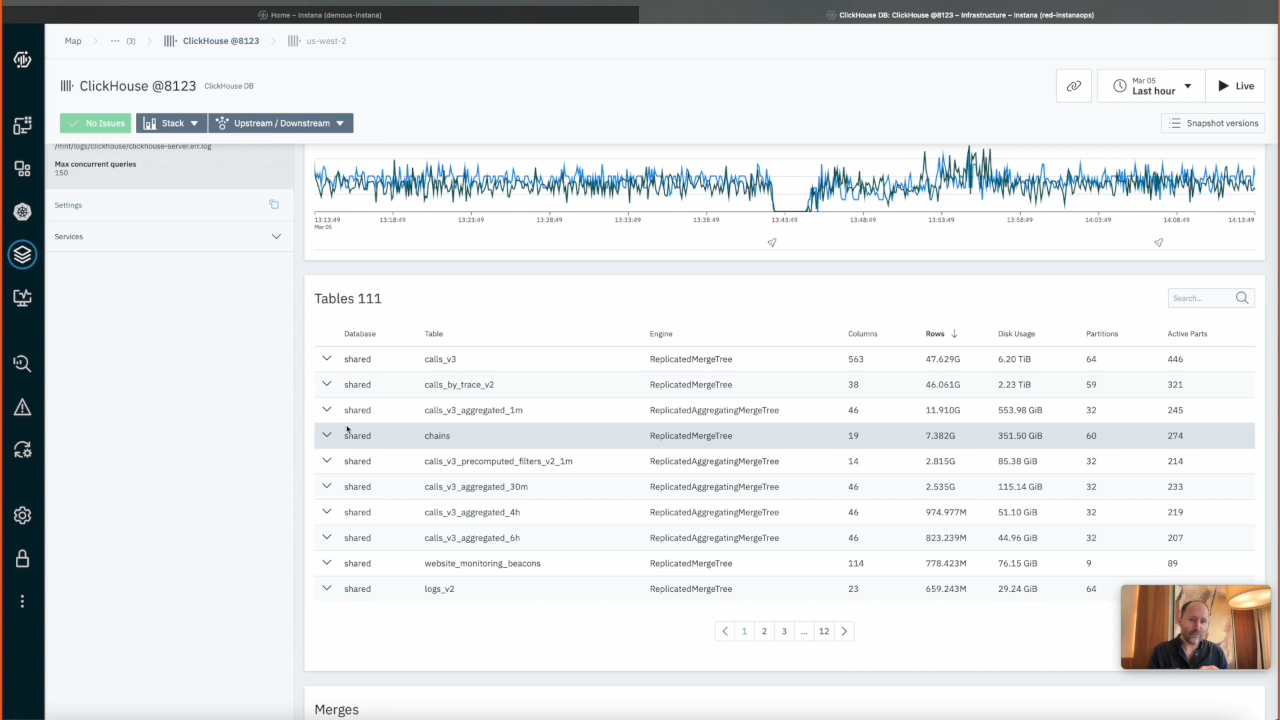 Home – Instana (demous-instana)
ClickHouse DB: ClickHouse @8123 – Infrastructure – Instana (red-instanaops)
Map ··· (3) ClickHouse @8123 us-west-2
ClickHouse @8123 ClickHouse DB
Mar 05
Last hour
Live
No Issues Stack Upstream / Downstream
Snapshot versions
/mnt/logs/clickhouse/clickhouse-server.err.log
Max concurrent queries
150
Settings
Services
13:13:49 13:18:49 13:23:49 13:28:49 13:33:49 13:38:49 13:43:49 13:48:49 13:53:49 13:58:49 14:03:49 14:08:49 14:13:49
Mar 05
Tables 111
Search...
Database Table Engine Columns Rows Disk Usage Partitions Active Parts
shared calls_v3 ReplicatedMergeTree 563 47.629G 6.20 TiB 64 446
shared calls_by_trace_v2 ReplicatedMergeTree 38 46.061G 2.23 TiB 59 321
shared calls_v3_aggregated_1m ReplicatedAggregatingMergeTree 46 11.910G 553.98 GiB 32 245
shared chains ReplicatedMergeTree 19 7.382G 351.50 GiB 60 274
shared calls_v3_precomputed_filters_v2_1m ReplicatedAggregatingMergeTree 14 2.815G 85.38 GiB 32 214
shared calls_v3_aggregated_30m ReplicatedAggregatingMergeTree 46 2.535G 115.14 GiB 32 233
shared calls_v3_aggregated_4h ReplicatedAggregatingMergeTree 46 974.977M 51.10 GiB 32 219
shared calls_v3_aggregated_6h ReplicatedAggregatingMergeTree 46 823.239M 44.96 GiB 32 207
shared website_monitoring_beacons ReplicatedMergeTree 114 778.423M 76.15 GiB 9 89
shared logs_v2 ReplicatedMergeTree 23 659.243M 29.24 GiB 64
1 2 3 ... 12
Merges